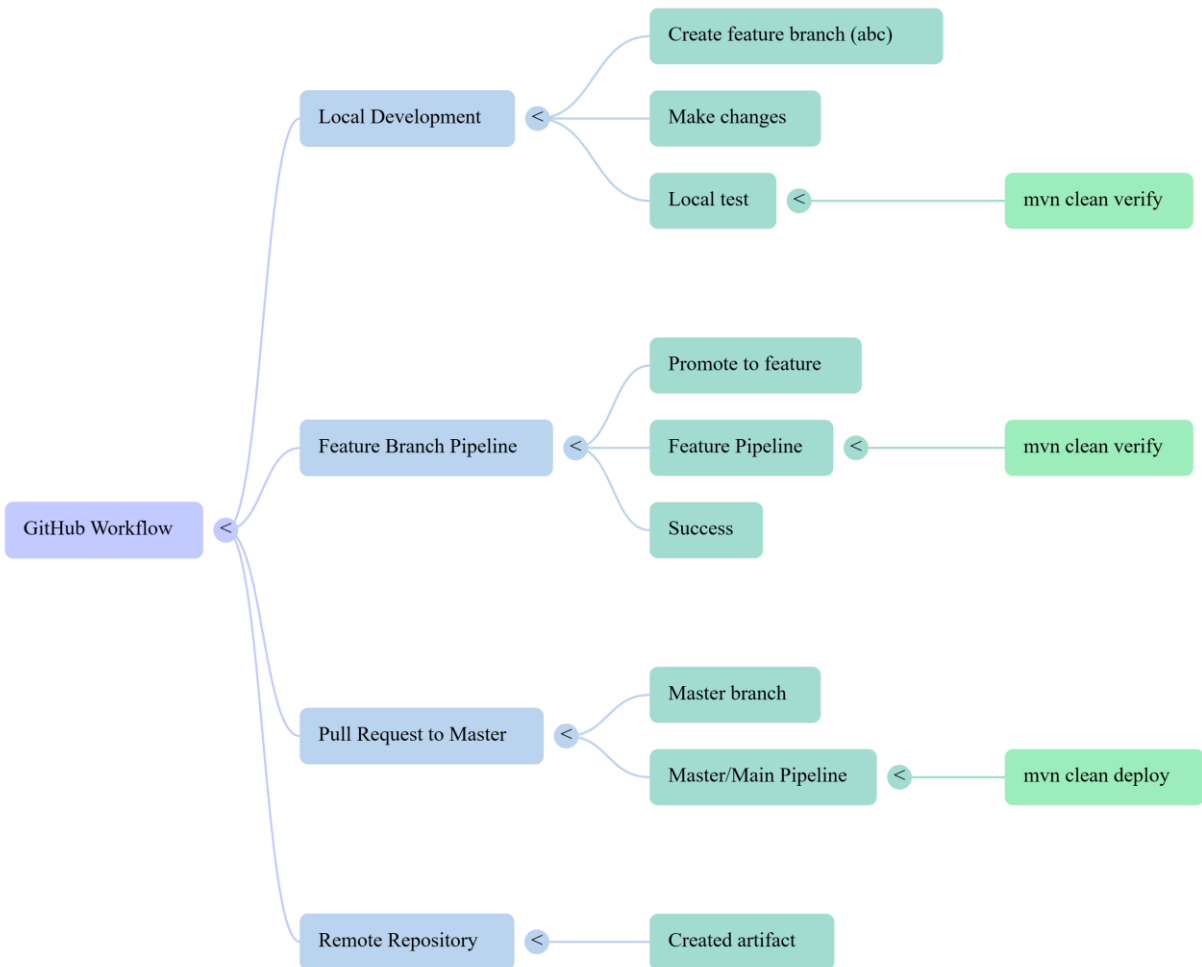 GitHub Workflow
<
Local Development
<
Create feature branch (abc)
Make changes
Local test
<
mvn clean verify
Feature Branch Pipeline
<
Promote to feature
Feature Pipeline
<
mvn clean verify
Success
Pull Request to Master
<
Master branch
Master/Main Pipeline
<
mvn clean deploy
Remote Repository
<
Created artifact